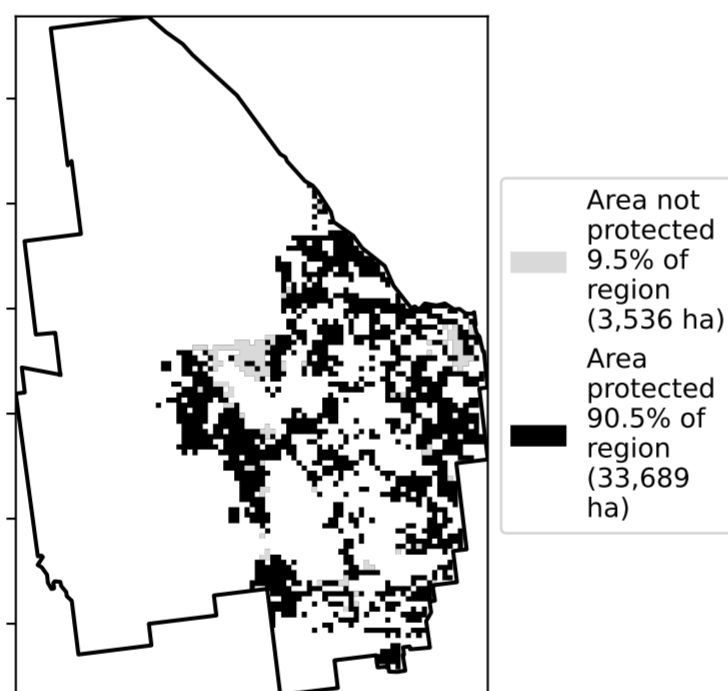 Area not
protected
9.5% of
region
(3,536 ha)
Area
protected
90.5% of
region
(33,689
ha)